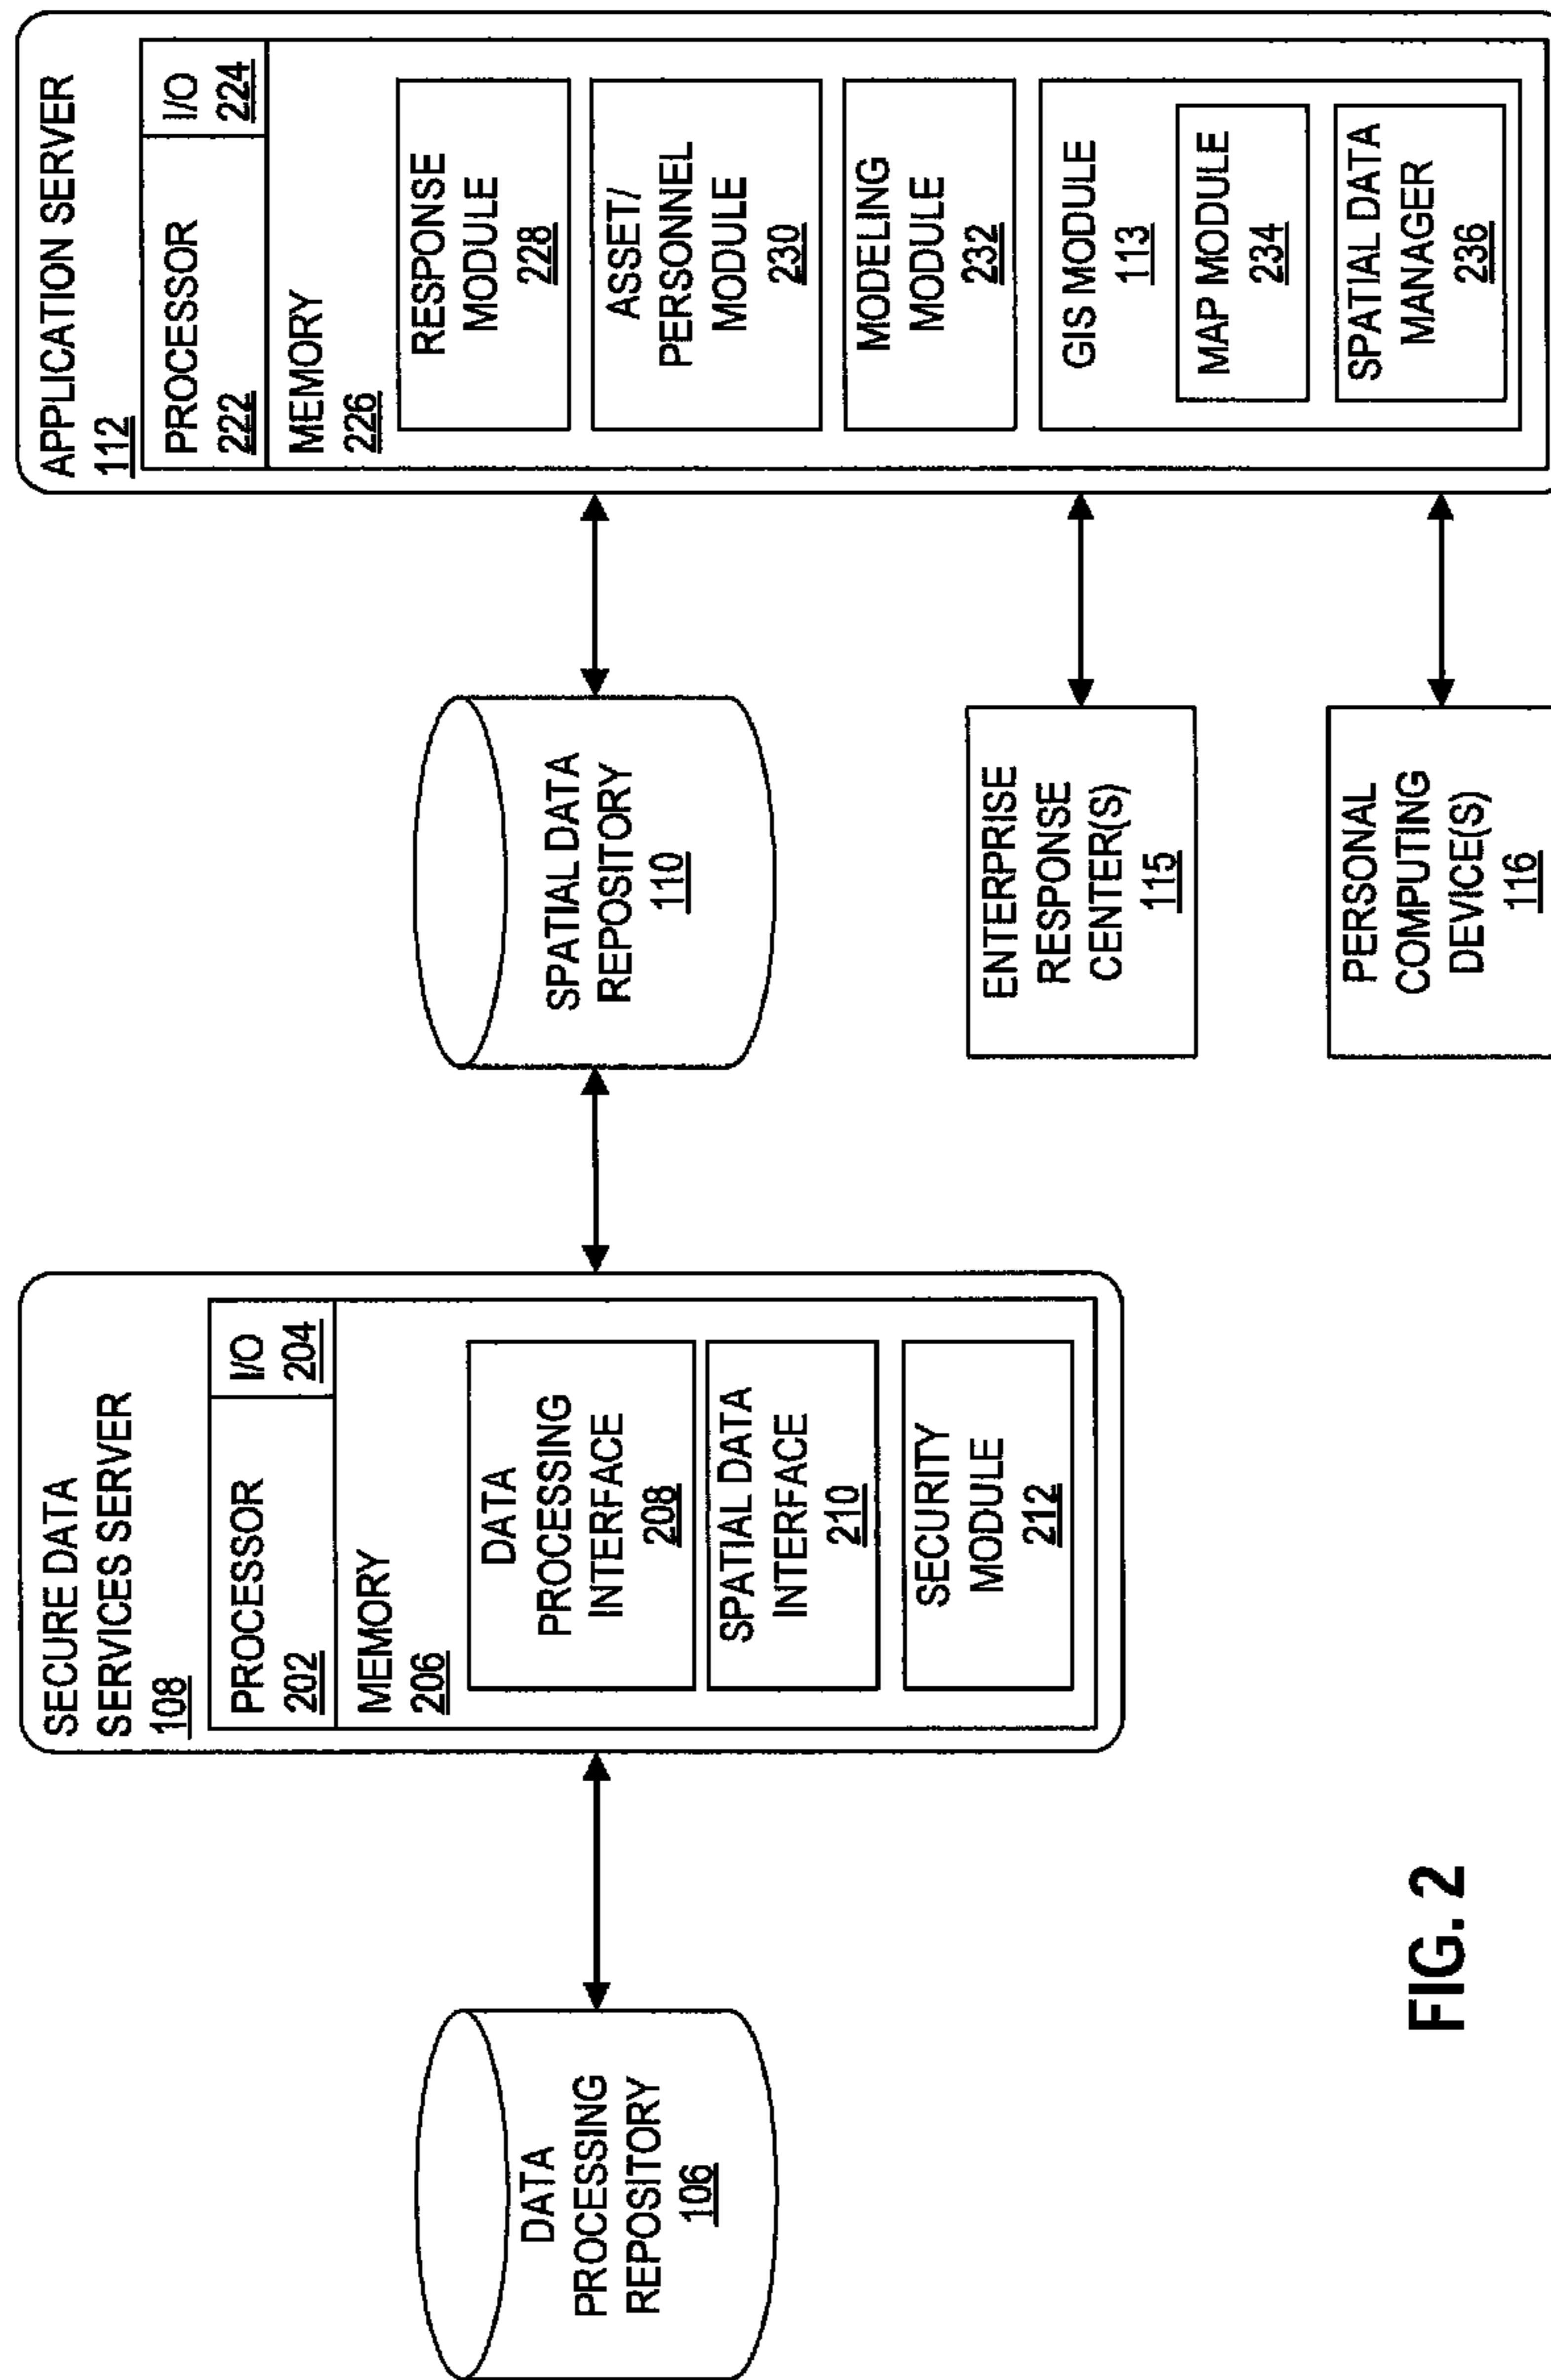 DATA
PROCESSING
REPOSITORY
106
SECURE DATA
SERVICES SERVER
108
PROCESSOR
202
I/O
204
MEMORY
206
DATA
PROCESSING
INTERFACE
208
SPATIAL DATA
INTERFACE
210
SECURITY
MODULE
212
SPATIAL DATA
REPOSITORY
110
ENTERPRISE
RESPONSE
CENTER(S)
115
PERSONAL
COMPUTING
DEVICE(S)
116
APPLICATION SERVER
112
PROCESSOR
222
I/O
224
MEMORY
226
RESPONSE
MODULE
228
ASSET/
PERSONNEL
MODULE
230
MODELING
MODULE
232
GIS MODULE
113
MAP MODULE
234
SPATIAL DATA
MANAGER
236
FIG. 2